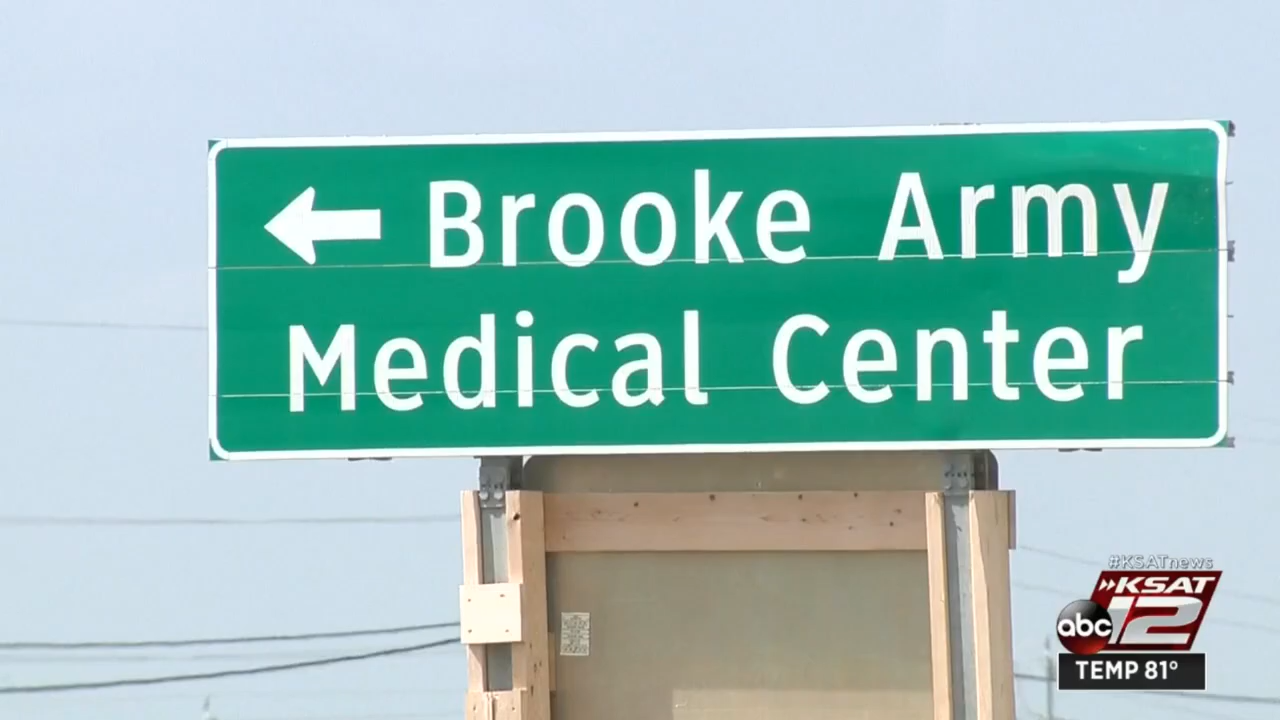 ← Brooke Army
Medical Center
#KSATnews
KSAT
abc 12
TEMP 81°